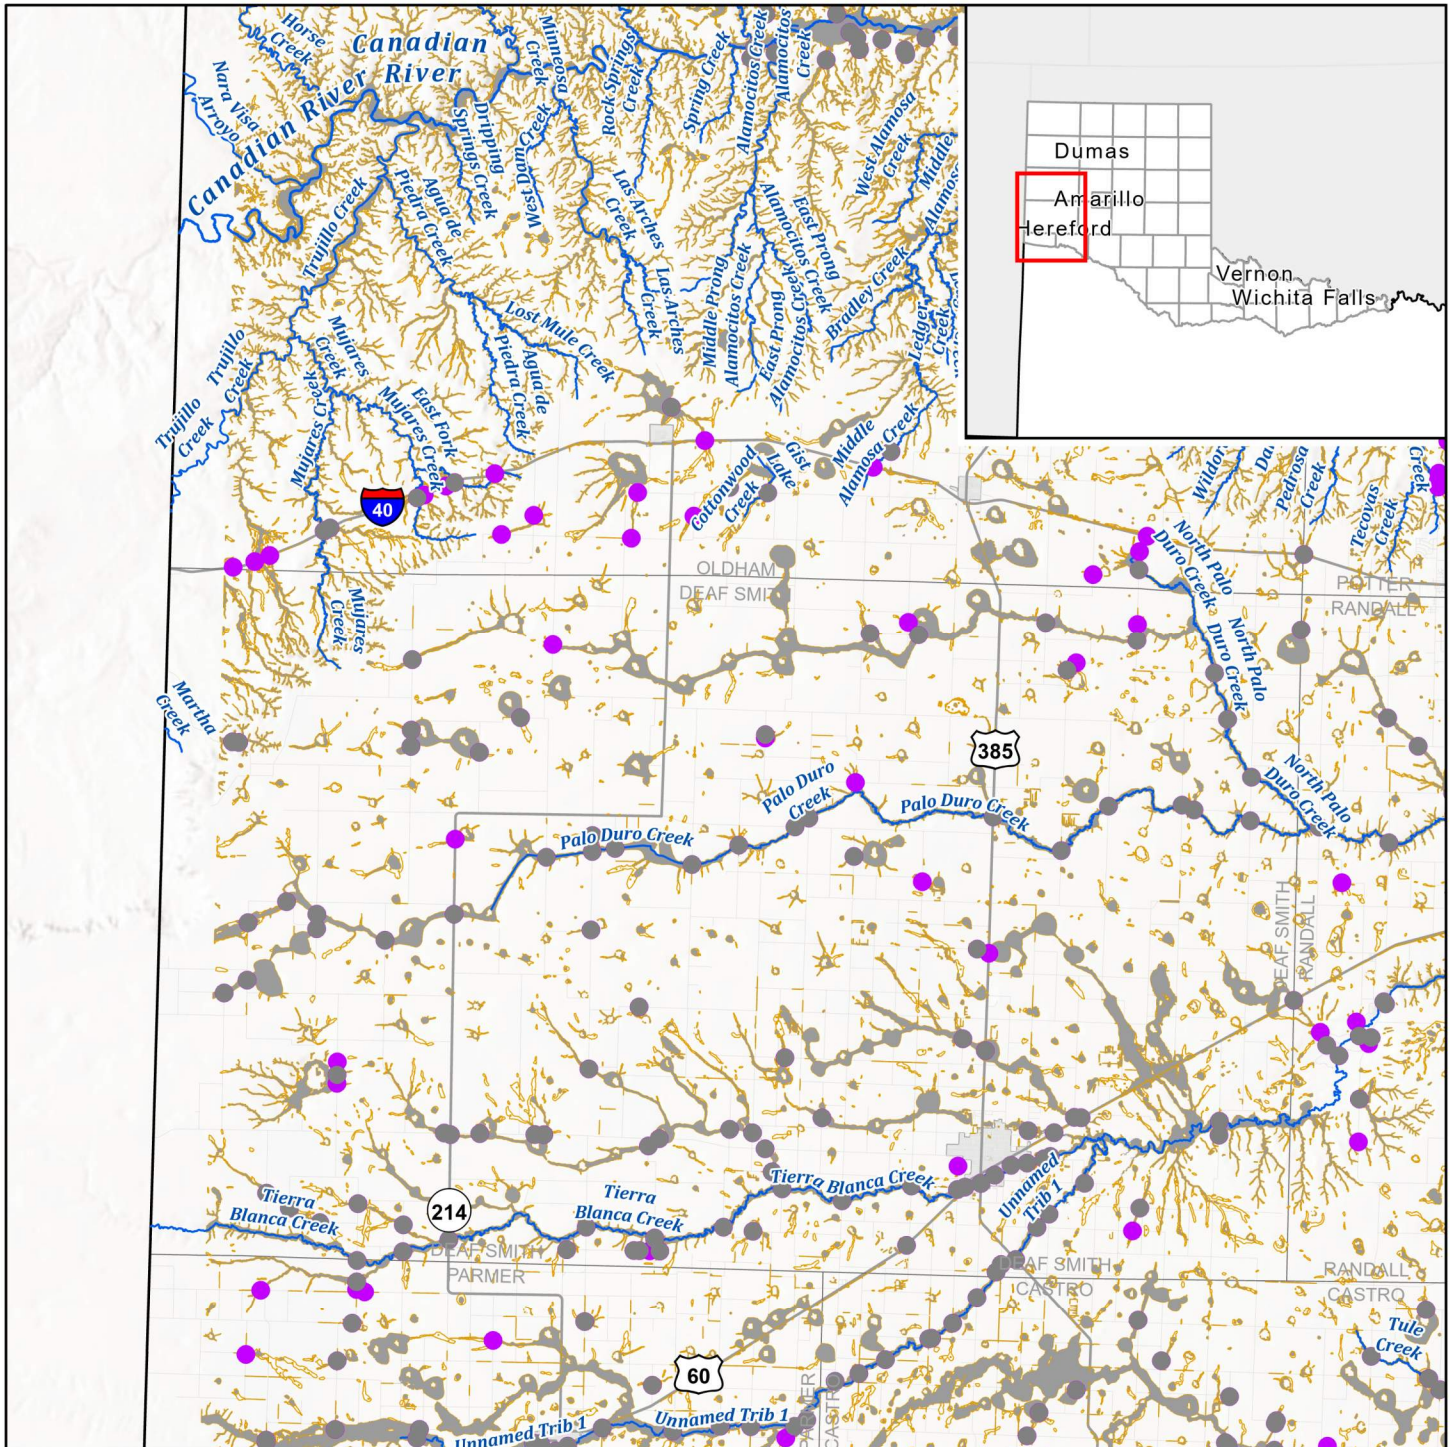 Horse
Creek
Canadian
River
Canadian River
Nara Visa
Arroyo
Minneosa
Creek
Rock Springs
Creek
Spring Creek
Alamocitos Creek
Alamocitos
Creek
Dripping
Springs Creek
West Dump
Creek
West Alamosa
Creek
Middle
Alamosa
Trujillo Creek
Agua de
Piedra Creek
Las Arches
Creek
Las Arches
Creek
Middle Prong
Alamocitos Creek
East Prong
Alamocitos Creek
East Prong
Alamocitos Creek
Bradley Creek
Ledger
Creek
Trujillo
Creek
Trujillo
Creek
Mujares
Creek
Mujares Creek
East Fork
Mujares Creek
Lost Mule Creek
Agua de
Piedra Creek
Cottonwood
Creek
Gist
Lake
Middle
Alamosa Creek
40
Dumas
Amarillo
Hereford
Vernon
Wichita Falls
Pedrosa
Creek
Tecovas
Creek
Creek
OLDHAM
DEAF SMITH
POTTER
RANDALL
North Palo
Duro Creek
North Palo
Duro Creek
North Palo
Duro Creek
Mujares
Creek
Martha
Creek
385
Palo Duro
Creek
Palo Duro Creek
Palo Duro Creek
DEAF SMITH
RANDALL
Tierra
Blanca Creek
214
Tierra
Blanca Creek
Tierra Blanca Creek
Unnamed
Trib 1
DEAF SMITH
PARMER
DEAF SMITH
CASTRO
RANDALL
CASTRO
Tule
Creek
60
PARMER
CASTRO
Unnamed Trib 1
Unnamed Trib 1